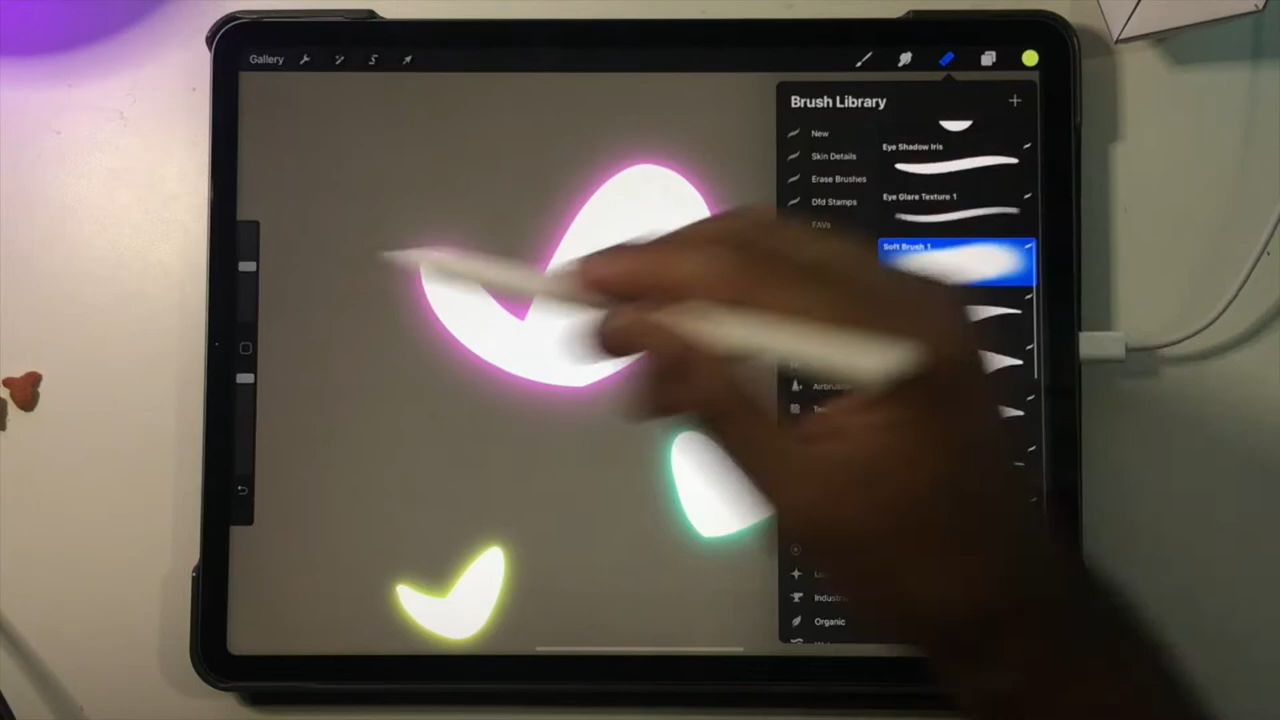 Gallery
Brush Library
New
Skin Details
Erase Brushes
Dfd Stamps
FAVs
Eye Shadow Iris
Eye Glare Texture 1
Soft Brush 1
Organic